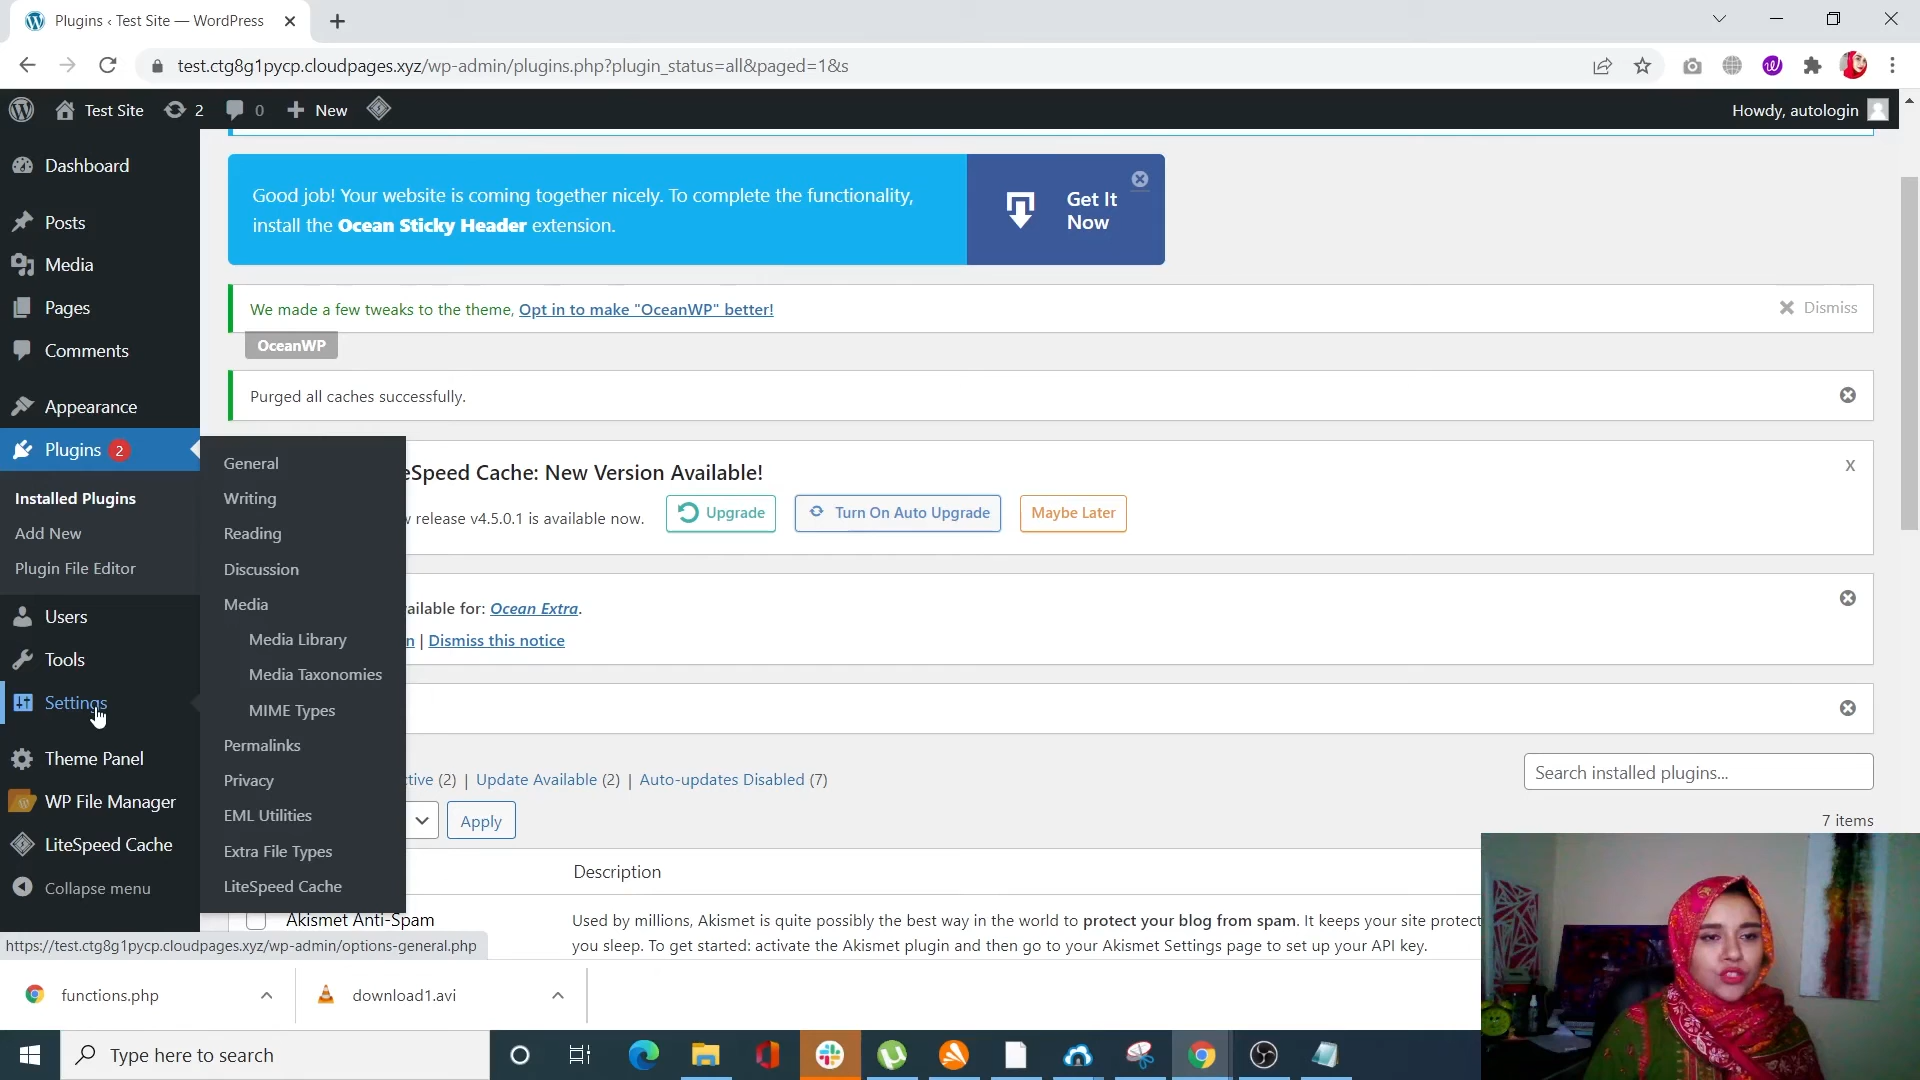 Plugins ‹ Test Site — WordPress
test.ctg8g1pycp.cloudpages.xyz/wp-admin/plugins.php?plugin_status=all&paged=1&s
Test Site
2
0
New
Howdy, autologin
Dashboard
Posts
Media
Pages
Comments
Appearance
Plugins 2
Installed Plugins
Add New
Plugin File Editor
Users
Tools
Settings
Theme Panel
WP File Manager
LiteSpeed Cache
Collapse menu
General
Writing
Reading
Discussion
Media
Media Library
Media Taxonomies
MIME Types
Permalinks
Privacy
EML Utilities
Extra File Types
LiteSpeed Cache
Good job! Your website is coming together nicely. To complete the functionality,
install the Ocean Sticky Header extension.
Get It
Now
We made a few tweaks to the theme, Opt in to make "OceanWP" better!
Dismiss
OceanWP
Purged all caches successfully.
eSpeed Cache: New Version Available!
X
w release v4.5.0.1 is available now.
Upgrade
Turn On Auto Upgrade
Maybe Later
ailable for: Ocean Extra.
n | Dismiss this notice
ctive (2) | Update Available (2) | Auto-updates Disabled (7)
Search installed plugins...
Apply
7 items
Description
Akismet Anti-Spam
Used by millions, Akismet is quite possibly the best way in the world to protect your blog from spam. It keeps your site protect
you sleep. To get started: activate the Akismet plugin and then go to your Akismet Settings page to set up your API key.
https://test.ctg8g1pycp.cloudpages.xyz/wp-admin/options-general.php
functions.php
download1.avi
Type here to search